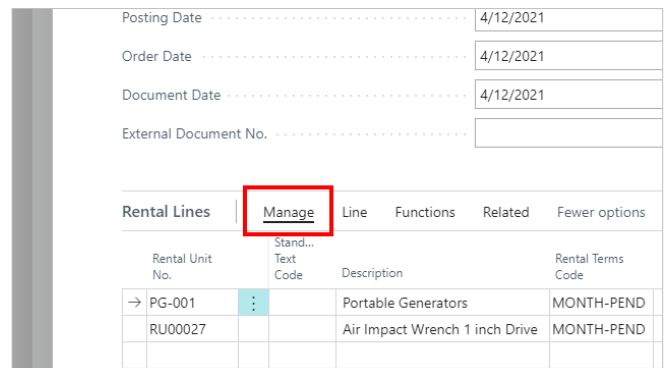 Posting Date 4/12/2021
Order Date 4/12/2021
Document Date 4/12/2021
External Document No.
Rental Lines Manage Line Functions Related Fewer options
Rental Unit No. Stand... Text Code Description Rental Terms Code
PG-001 Portable Generators MONTH-PEND
RU00027 Air Impact Wrench 1 inch Drive MONTH-PEND